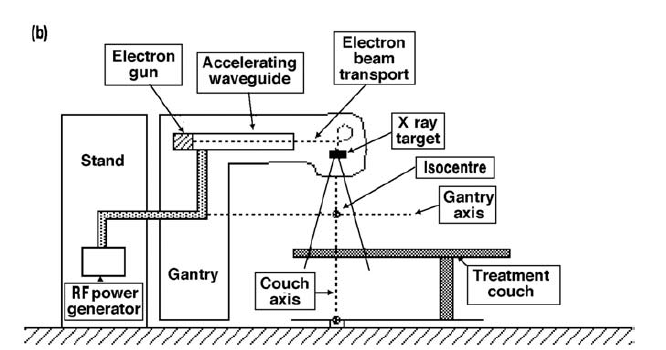 (b)
Electron
gun
Accelerating
waveguide
Electron
beam
transport
X ray
target
Isocentre
Gantry
axis
Stand
Gantry
RF power
generator
Couch
axis
Treatment
couch